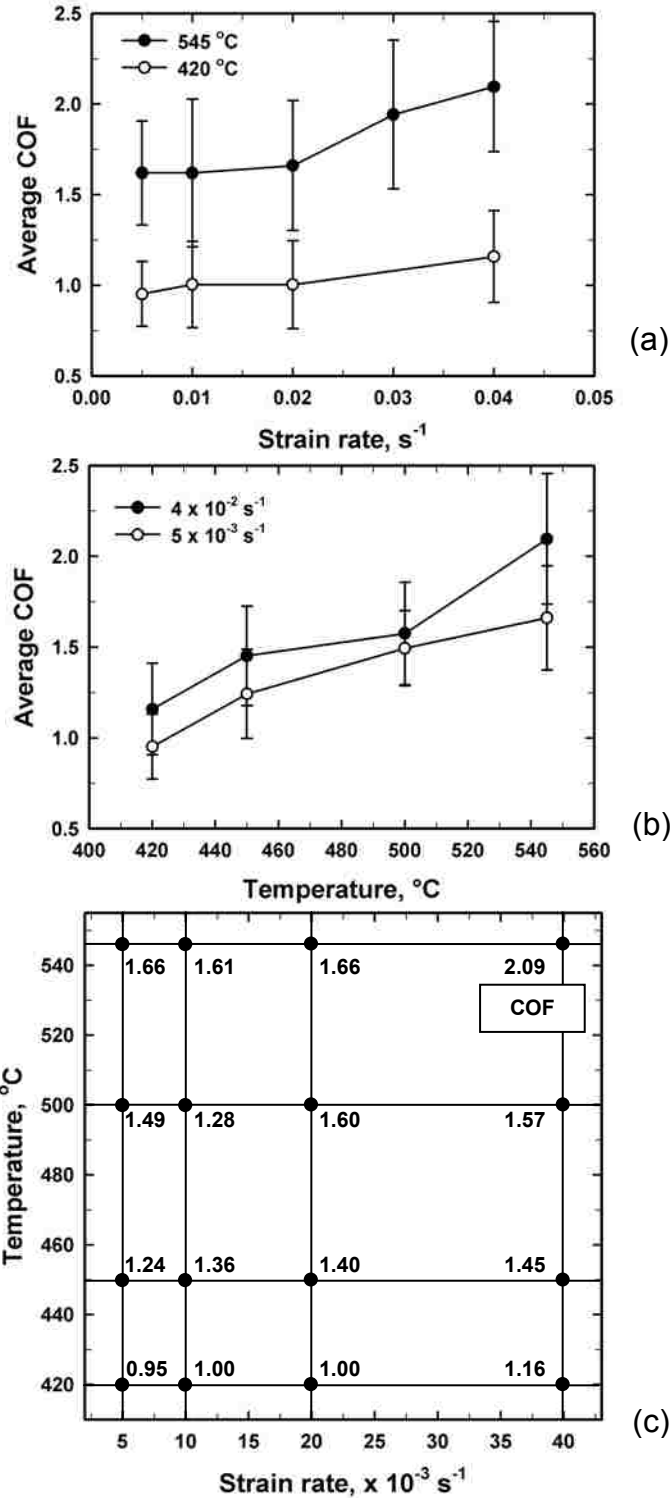 2.5
545 °C
420 °C
2.0
1.5
1.0
0.5
Average COF
(a)
0.00 0.01 0.02 0.03 0.04 0.05
Strain rate, s⁻¹
2.5
4 x 10⁻² s⁻¹
5 x 10⁻³ s⁻¹
2.0
1.5
1.0
0.5
Average COF
(b)
400 420 440 460 480 500 520 540 560
Temperature, °C
540
1.66 1.61 1.66 2.09
COF
520
500
1.49 1.28 1.60 1.57
480
460
1.24 1.36 1.40 1.45
440
0.95 1.00 1.00 1.16
420
Temperature, °C
(c)
5 10 15 20 25 30 35 40
Strain rate, x 10⁻³ s⁻¹